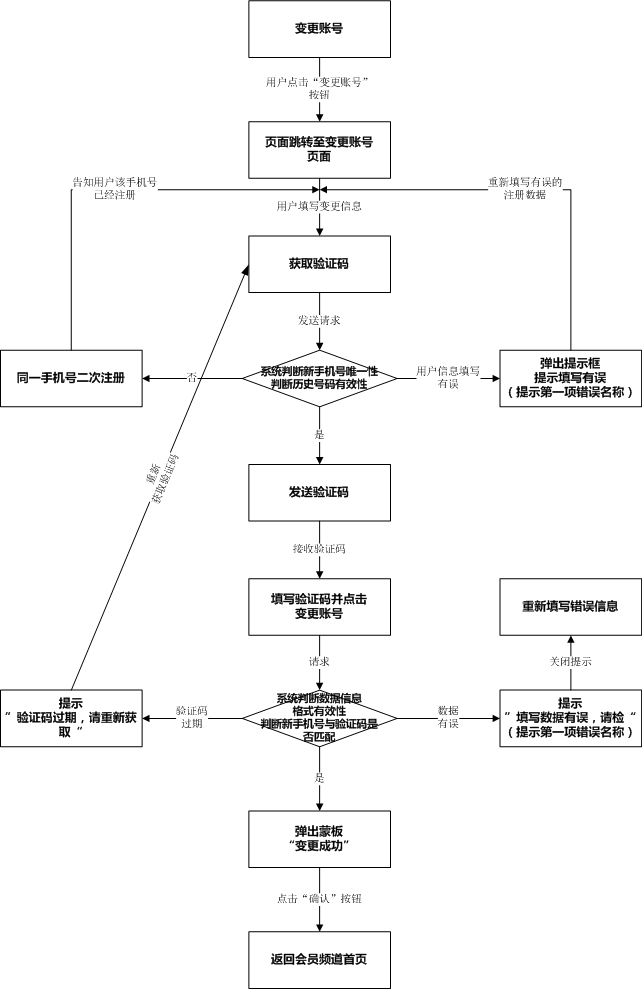 变更账号
用户点击“变更账号”
按钮
页面跳转至变更账号
页面
告知用户该手机号
已经注册
重新填写有误的
注册数据
用户填写变更信息
获取验证码
发送请求
同一手机号二次注册
否
系统判断新手机号唯一性
判断历史号码有效性
用户信息填写
有误
弹出提示框
提示填写有误
（提示第一项错误名称）
是
重新
获取验证码
发送验证码
接收验证码
填写验证码并点击
变更账号
重新填写错误信息
请求
关闭提示
提示
”验证码过期，请重新获
取“
验证码
过期
系统判断数据信息
格式有效性
判断新手机号与验证码是
否匹配
数据
有误
提示
”填写数据有误，请检“
（提示第一项错误名称）
是
弹出蒙板
“变更成功”
点击“确认”按钮
返回会员频道首页